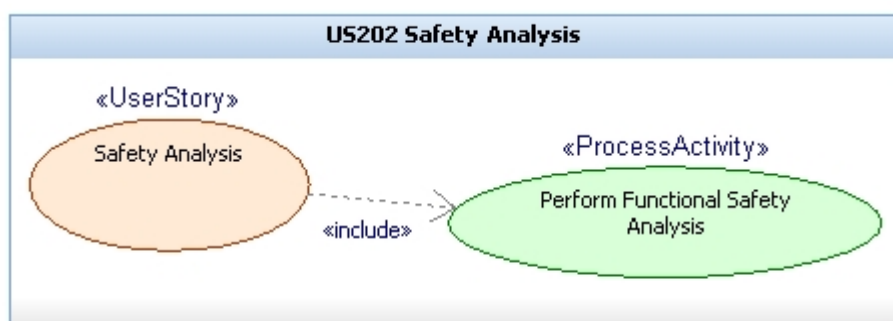 US202 Safety Analysis
«UserStory»
Safety Analysis
«include»
«ProcessActivity»
Perform Functional Safety
Analysis